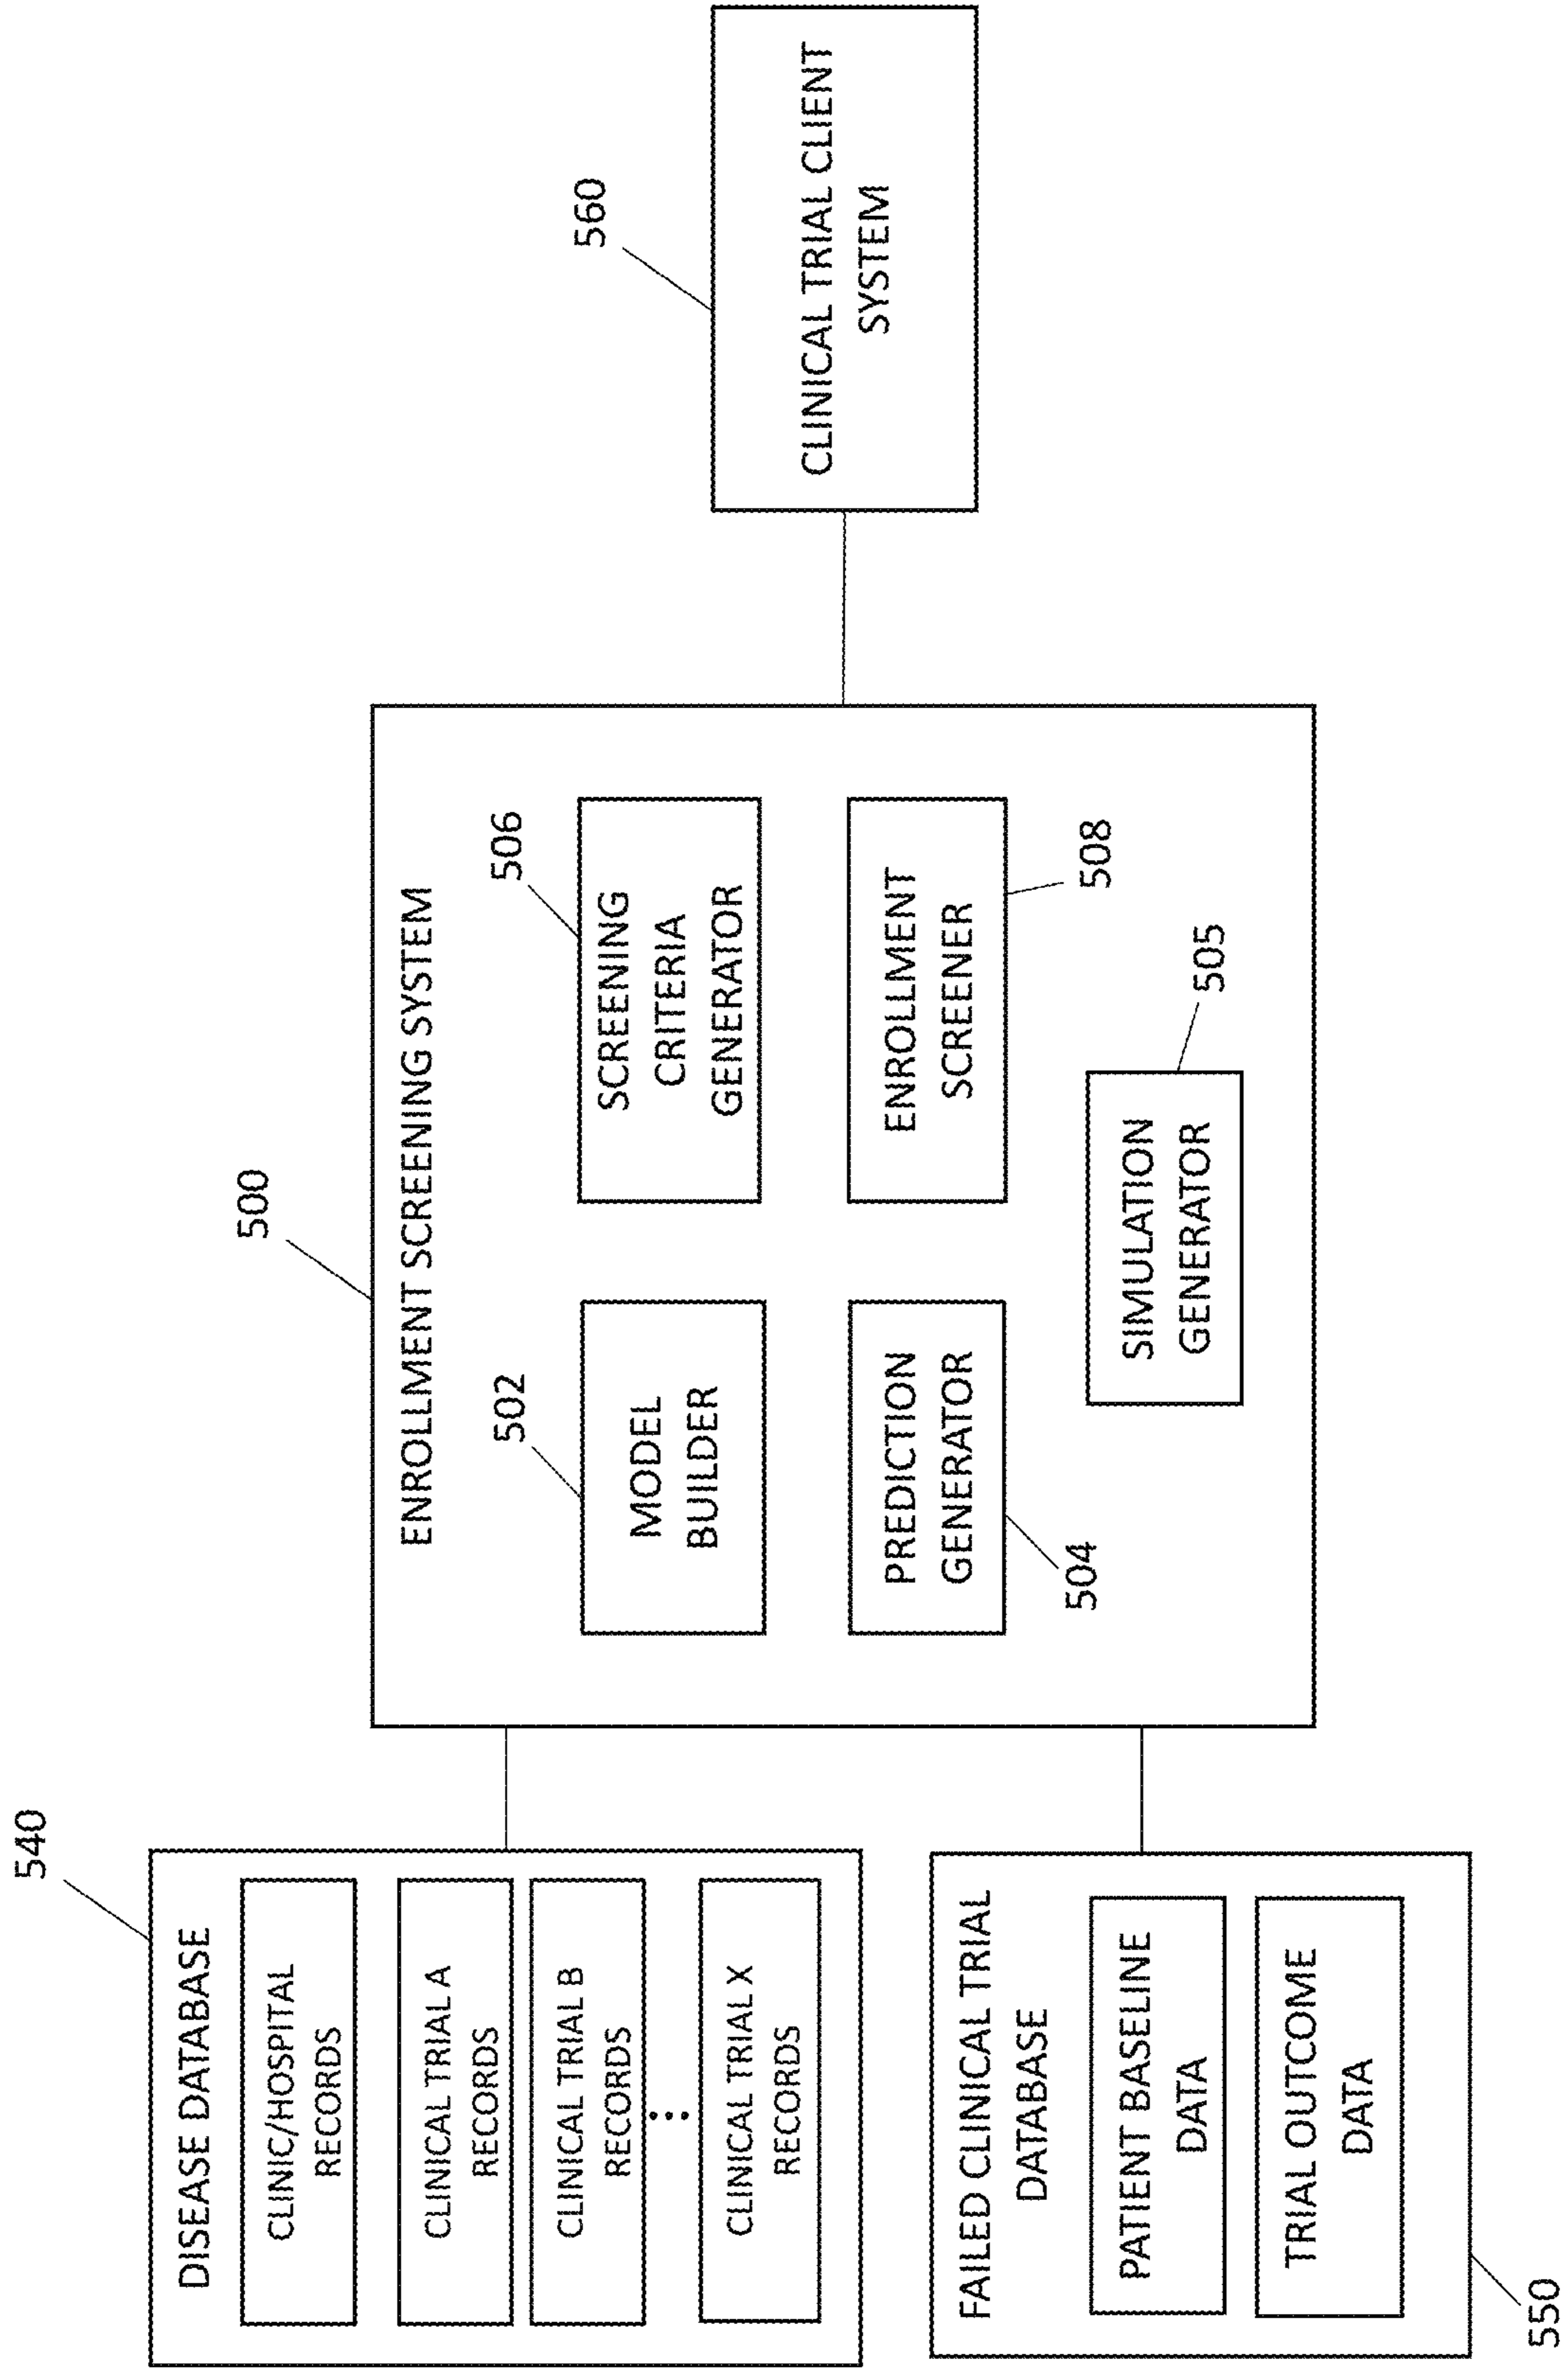 540
DISEASE DATABASE
CLINIC/HOSPITAL
RECORDS
CLINICAL TRIAL A
RECORDS
CLINICAL TRIAL B
RECORDS
...
CLINICAL TRIAL X
RECORDS
FAILED CLINICAL TRIAL
DATABASE
PATIENT BASELINE
DATA
TRIAL OUTCOME
DATA
550
500
ENROLLMENT SCREENING SYSTEM
502
MODEL
BUILDER
506
SCREENING
CRITERIA
GENERATOR
PREDICTION
GENERATOR
504
ENROLLMENT
SCREENER
508
SIMULATION
GENERATOR
505
560
CLINICAL TRIAL CLIENT
SYSTEM